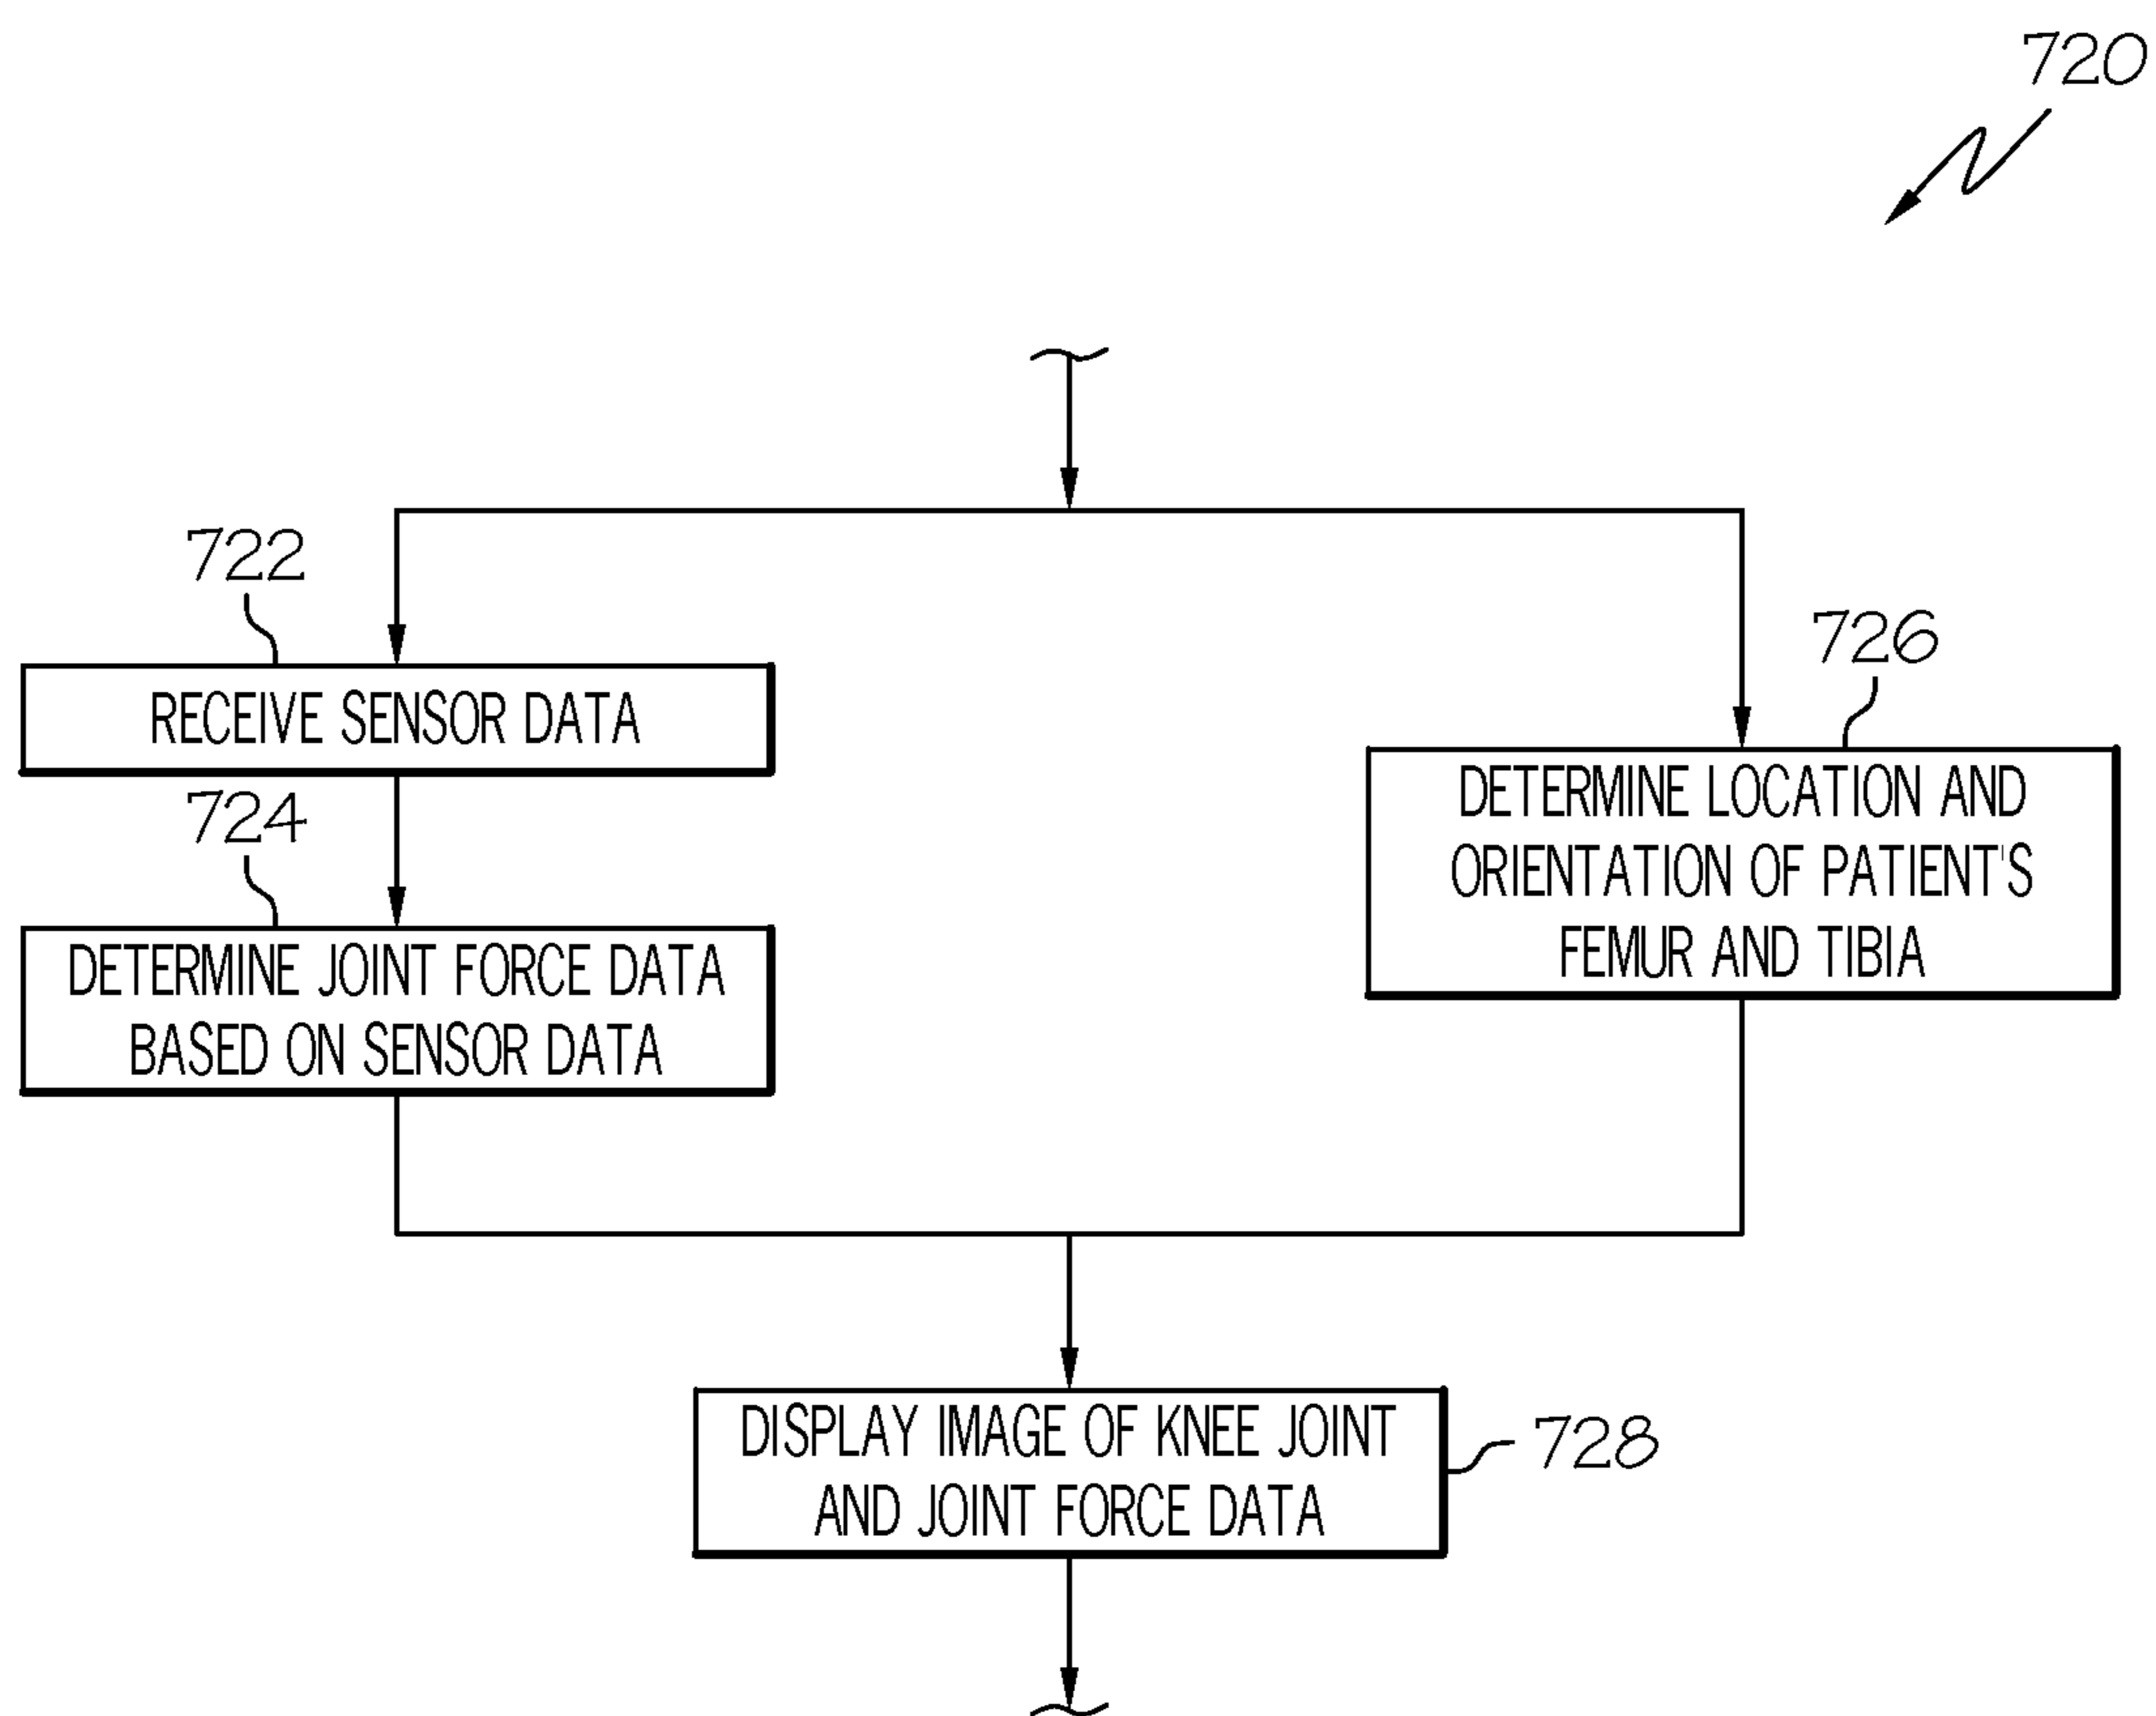 720
722
RECEIVE SENSOR DATA
724
DETERMINE JOINT FORCE DATA
BASED ON SENSOR DATA
726
DETERMINE LOCATION AND
ORIENTATION OF PATIENT'S
FEMUR AND TIBIA
DISPLAY IMAGE OF KNEE JOINT
AND JOINT FORCE DATA
728